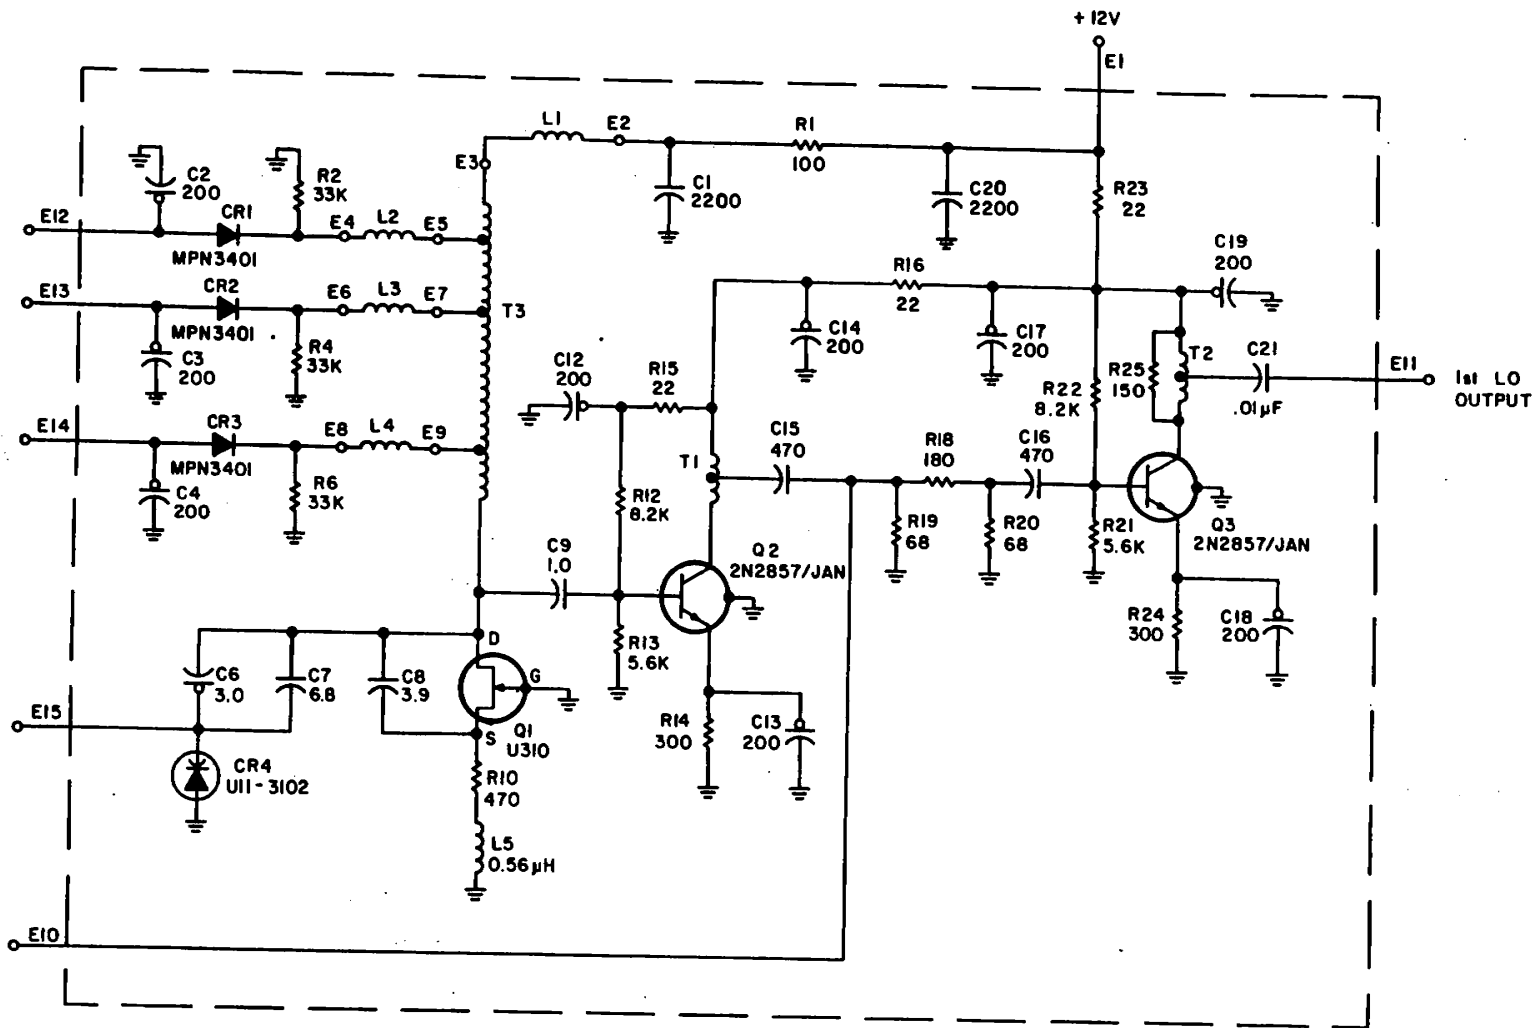 + 12V
E1
L1
E2
R1
100
E3
C1
2200
C20
2200
R23
22
C2
200
R2
33K
E12
CR1
MPN3401
E4
L2
E5
E13
CR2
MPN3401
E6
L3
E7
T3
C3
200
R4
33K
R16
22
C19
200
C14
200
C17
200
C12
200
R15
22
R22
8.2K
R25
150
T2
C21
.01µF
E11
1st LO
OUTPUT
E14
CR3
MPN3401
E8
L4
E9
C4
200
R6
33K
T1
C15
470
R18
180
C16
470
R12
8.2K
R19
68
R20
68
R21
5.6K
Q3
2N2857/JAN
C9
1.0
Q2
2N2857/JAN
R13
5.6K
R24
300
C18
200
D
G
S
C6
3.0
C7
6.8
C8
3.9
Q1
U310
E15
CR4
U11-3102
R10
470
R14
300
C13
200
L5
0.56µH
E10